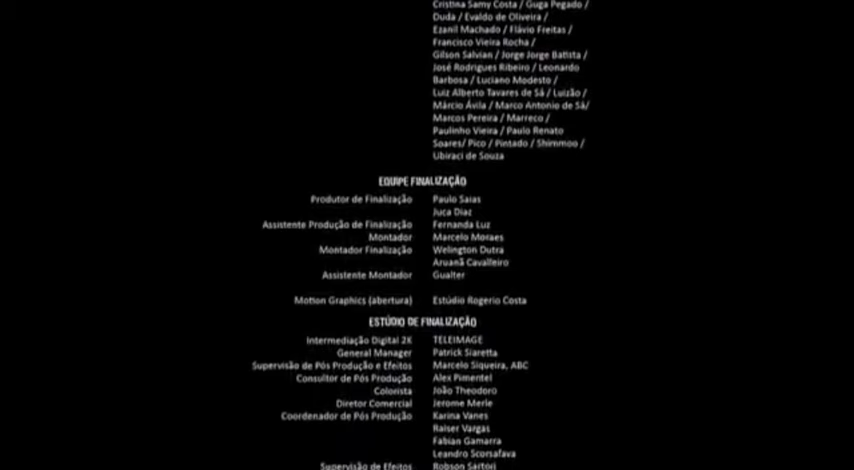 Cristina Samy Costa / Guga Pegado /
Duda / Evaldo de Oliveira /
Ezanil Machado / Flávio Freitas /
Francisco Vieira Rocha /
Gilson Salvian / Jorge Jorge Batista /
José Rodrigues Ribeiro / Leonardo
Barbosa / Luciano Modesto /
Luiz Alberto Tavares de Sá / Luizão /
Márcio Ávila / Marco Antonio de Sá/
Marcos Pereira / Marreco /
Paulinho Vieira / Paulo Renato
Soares/ Pico / Pintado / Shimmoo /
Ubiraci de Souza
EQUIPE FINALIZAÇÃO
Produtor de Finalização Paulo Saias
Juca Diaz
Assistente Produção de Finalização Fernanda Luz
Montador Marcelo Moraes
Montador Finalização Welington Dutra
Aruanã Cavalleiro
Assistente Montador Gualter
Motion Graphics (abertura) Estúdio Rogerio Costa
ESTÚDIO DE FINALIZAÇÃO
Intermediação Digital 2K TELEIMAGE
General Manager Patrick Siaretta
Supervisão de Pós Produção e Efeitos Marcelo Siqueira, ABC
Consultor de Pós Produção Alex Pimentel
Colorista João Theodoro
Diretor Comercial Jerome Merle
Coordenador de Pós Produção Karina Vanes
Raiser Vargas
Fabian Gamarra
Leandro Scorsafava
Supervisão de Efeitos Robson Sartori